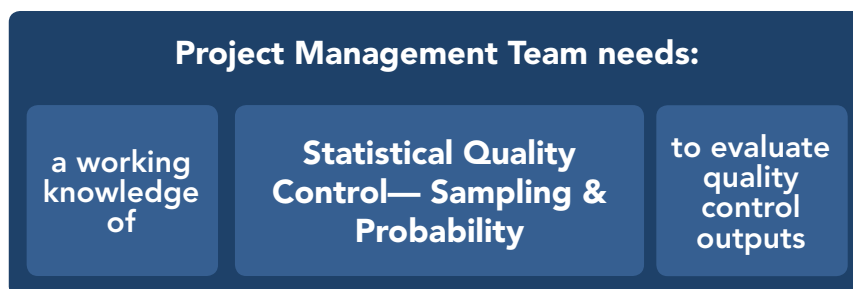 Project Management Team needs:
a working
knowledge
of
Statistical Quality
Control— Sampling &
Probability
to evaluate
quality
control
outputs